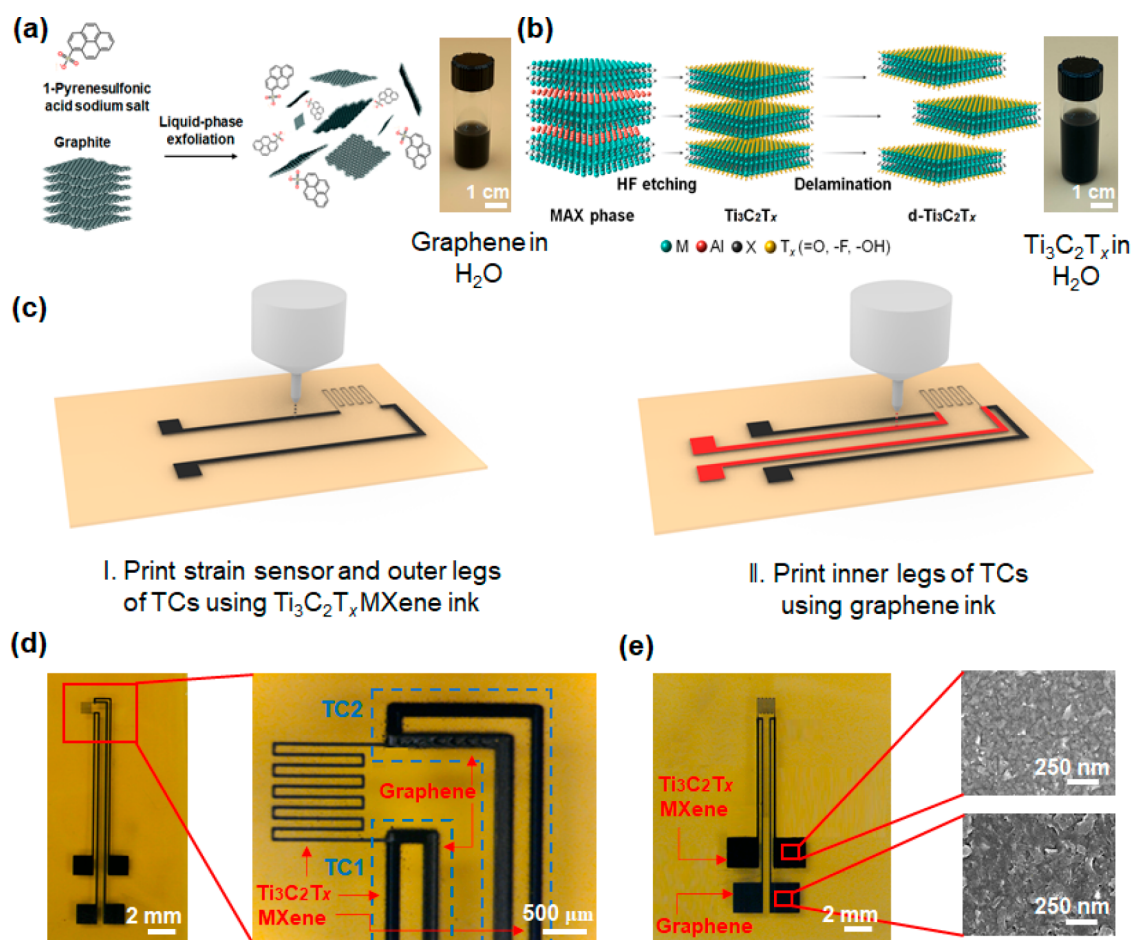 (a)
1-Pyrenesulfonic
acid sodium salt
Graphite
Liquid-phase
exfoliation
1 cm
Graphene in
H₂O
(b)
HF etching
Delamination
MAX phase
Ti₃C₂Tₓ
d-Ti₃C₂Tₓ
M Al X Tₓ (=O, -F, -OH)
1 cm
Ti₃C₂Tₓ in
H₂O
(c)
I. Print strain sensor and outer legs
of TCs using Ti₃C₂Tₓ MXene ink
II. Print inner legs of TCs
using graphene ink
(d)
2 mm
TC2
Graphene
TC1
Ti₃C₂Tₓ
MXene
500 µm
(e)
Ti₃C₂Tₓ
MXene
Graphene
2 mm
250 nm
250 nm